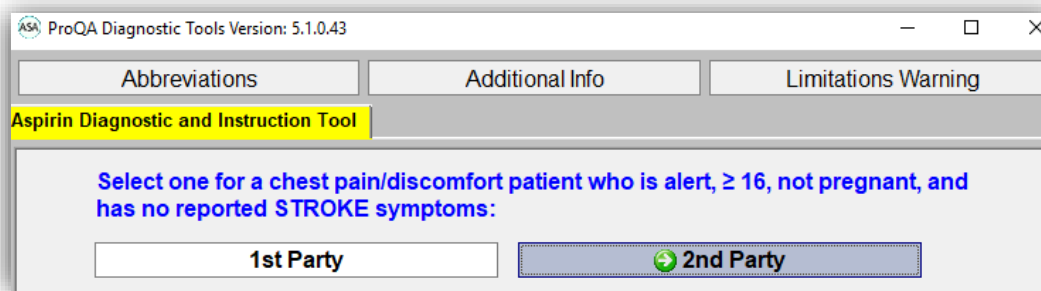 ASA ProQA Diagnostic Tools Version: 5.1.0.43
Abbreviations Additional Info Limitations Warning
Aspirin Diagnostic and Instruction Tool
Select one for a chest pain/discomfort patient who is alert, ≥ 16, not pregnant, and
has no reported STROKE symptoms:
1st Party 2nd Party